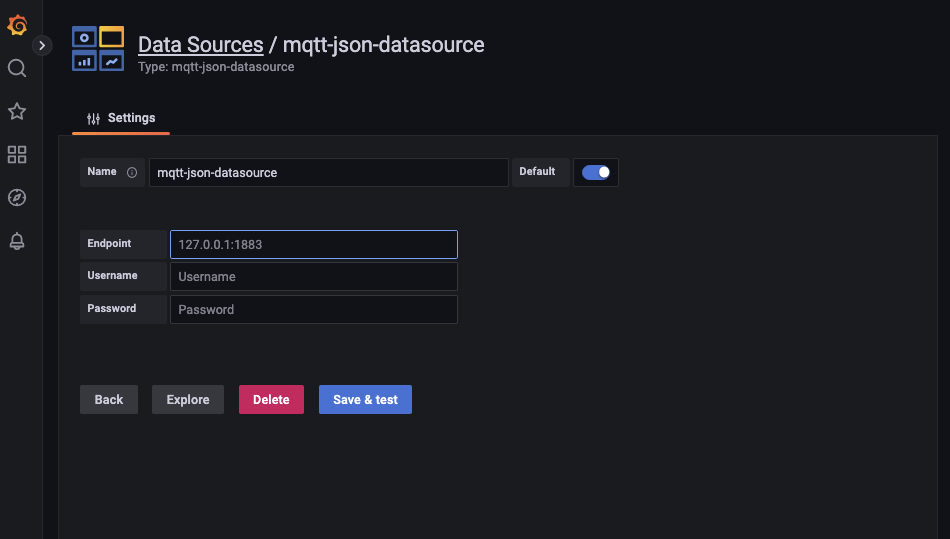 Data Sources / mqtt-json-datasource
Type: mqtt-json-datasource
Settings
Name mqtt-json-datasource Default
Endpoint 127.0.0.1:1883
Username Username
Password Password
Back Explore Delete Save & test